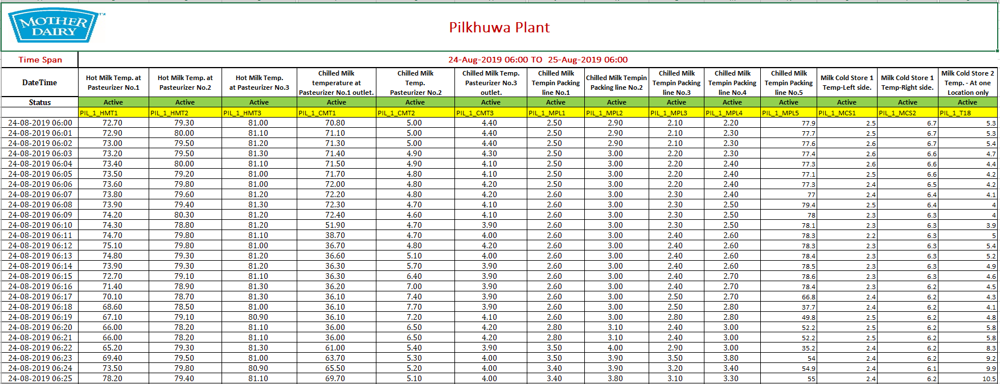 MOTHER DAIRY ™
Pilkhuwa Plant
Time Span 24-Aug-2019 06:00 TO 25-Aug-2019 06:00
DateTime Hot Milk Temp. at Pasteurizer No.1 Hot Milk Temp. at Pasteurizer No.2 Hot Milk Temp. at Pasteurizer No.3 Chilled Milk temperature at Pasteurizer No.1 outlet. Chilled Milk Temp. Pasteurizer No.2 Chilled Milk Temp. Pasteurizer No.3 outlet. Chilled Milk Tempin Packing line No.1 Chilled Milk Tempin Packing line No.2 Chilled Milk Tempin Packing line No.3 Chilled Milk Tempin Packing line No.4 Chilled Milk Tempin Packing line No.5 Milk Cold Store 1 Temp-Left side. Milk Cold Store 1 Temp-Right side. Milk Cold Store 2 Temp. - At one Location only
Status Active Active Active Active Active Active Active Active Active Active Active Active Active Active
PIL_1_HMT1 PIL_1_HMT2 PIL_1_HMT3 PIL_1_CMT1 PIL_1_CMT2 PIL_1_CMT3 PIL_1_MPL1 PIL_1_MPL2 PIL_1_MPL3 PIL_1_MPL4 PIL_1_MPL5 PIL_1_MCS1 PIL_1_MCS2 PIL_1_T18
24-08-2019 06:00 72.70 79.30 81.00 70.80 5.00 4.40 2.50 2.90 2.10 2.20 77.9 2.5 6.7 5.3
24-08-2019 06:01 72.90 80.00 81.10 71.10 5.00 4.40 2.50 2.90 2.10 2.30 77.7 2.5 6.7 5.3
24-08-2019 06:02 73.00 79.50 81.20 71.30 5.00 4.40 2.50 2.90 2.10 2.30 77.6 2.6 6.7 5.4
24-08-2019 06:03 73.20 79.50 81.30 71.40 4.90 4.30 2.50 3.00 2.20 2.30 77.4 2.6 6.6 4.7
24-08-2019 06:04 73.40 80.00 81.10 71.50 4.90 4.10 2.50 3.00 2.20 2.40 77.3 2.6 6.6 4.4
24-08-2019 06:05 73.50 79.20 81.00 71.70 4.80 4.10 2.50 3.00 2.20 2.40 77.1 2.5 6.6 4.2
24-08-2019 06:06 73.60 79.80 81.00 72.00 4.80 4.20 2.50 3.00 2.20 2.40 77.3 2.4 6.5 4.2
24-08-2019 06:07 73.80 79.60 81.20 72.20 4.80 4.20 2.60 3.00 2.30 2.40 77 2.4 6.4 4.1
24-08-2019 06:08 73.90 79.40 81.30 72.30 4.70 4.10 2.60 3.00 2.30 2.50 79.4 2.5 6.4 4
24-08-2019 06:09 74.20 80.30 81.20 72.40 4.60 4.10 2.60 3.00 2.30 2.50 78 2.3 6.3 4
24-08-2019 06:10 74.30 78.80 81.20 51.90 4.70 3.90 2.60 3.00 2.30 2.50 78.1 2.3 6.3 3.9
24-08-2019 06:11 74.70 79.80 81.10 38.70 4.70 4.00 2.60 3.00 2.40 2.60 78.3 2.2 6.3 5
24-08-2019 06:12 75.10 79.80 81.00 36.70 4.80 4.20 2.60 3.00 2.40 2.60 78.3 2.3 6.3 5.4
24-08-2019 06:13 74.80 79.30 81.20 36.60 5.10 4.00 2.60 3.00 2.40 2.60 78.4 2.3 6.3 5.2
24-08-2019 06:14 73.90 79.30 81.20 36.30 5.70 3.90 2.60 3.00 2.40 2.60 78.5 2.3 6.3 4.9
24-08-2019 06:15 72.70 79.10 81.10 36.30 6.40 3.90 2.60 3.00 2.40 2.70 78.6 2.3 6.3 4.6
24-08-2019 06:16 71.40 78.90 81.30 36.20 7.00 3.90 2.60 3.00 2.40 2.70 78.4 2.3 6.2 4.5
24-08-2019 06:17 70.10 78.70 81.30 36.10 7.40 3.90 2.60 3.00 2.50 2.70 66.8 2.4 6.2 4.3
24-08-2019 06:18 68.60 78.50 81.00 36.10 7.70 3.90 2.60 3.00 2.50 2.80 37.7 2.4 6.2 4.1
24-08-2019 06:19 67.10 79.10 80.90 36.10 7.20 4.10 2.60 3.00 2.80 2.80 49.8 2.5 6.2 4.8
24-08-2019 06:20 66.00 78.20 81.10 36.00 6.50 4.20 2.80 3.10 2.40 3.00 52.2 2.5 6.2 5.8
24-08-2019 06:21 66.00 78.20 81.10 36.00 6.50 4.20 2.80 3.10 2.40 3.00 52.2 2.5 6.2 5.8
24-08-2019 06:22 65.20 79.30 81.30 61.00 5.40 3.90 3.50 4.00 2.90 3.00 35.2 2.4 6.2 8.3
24-08-2019 06:23 69.40 79.50 81.00 63.70 5.30 4.00 3.50 3.90 3.50 3.80 54 2.4 6.2 9.2
24-08-2019 06:24 73.50 79.80 80.90 65.50 5.20 4.00 3.40 3.90 3.20 3.40 54.9 2.4 6.1 9.9
24-08-2019 06:25 78.20 79.40 81.10 69.70 5.10 4.00 3.40 3.80 3.10 3.30 55 2.4 6.2 10.5